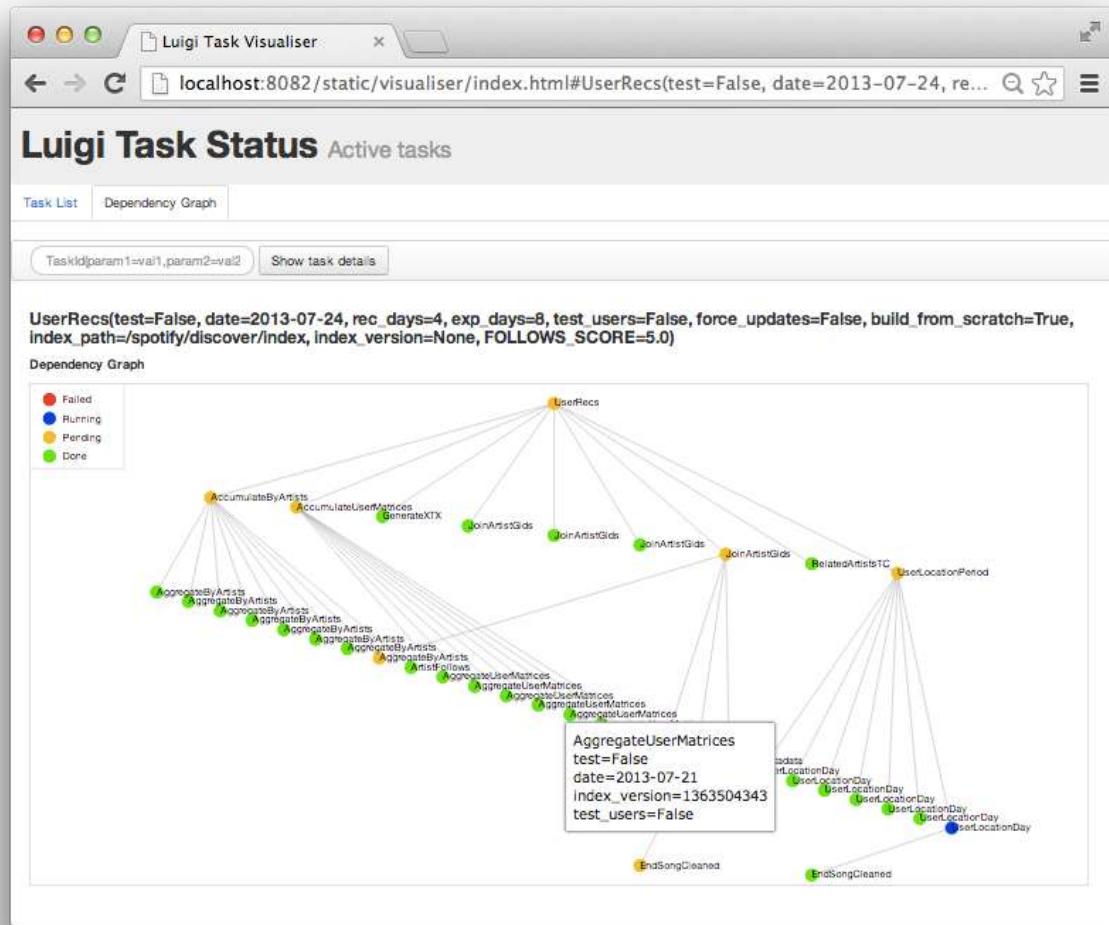 Luigi Task Visualiser
localhost:8082/static/visualiser/index.html#UserRecs(test=False, date=2013-07-24, re...
Luigi Task Status Active tasks
Task List
Dependency Graph
TaskId(param1=val1,param2=val2
Show task details
UserRecs(test=False, date=2013-07-24, rec_days=4, exp_days=8, test_users=False, force_updates=False, build_from_scratch=True,
index_path=/spotify/discover/index, index_version=None, FOLLOWS_SCORE=5.0)
Dependency Graph
Failed
Running
Pending
Done
UserRecs
AccumulateByArtists
AccumulateUserMatrices
GenerateXTX
JoinArtistGids
JoinArtistGids
JoinArtistGids
JoinArtistGids
RelatedArtistsTC
UserLocationPeriod
AggregateByArtists
AggregateByArtists
AggregateByArtists
AggregateByArtists
AggregateByArtists
AggregateByArtists
AggregateByArtists
AggregateByArtists
ArtistFollows
AggregateUserMatrices
AggregateUserMatrices
AggregateUserMatrices
AggregateUserMatrices
AggregateUserMatrices
AggregateUserMatrices
test=False
date=2013-07-21
index_version=1363504343
test_users=False
adata
erLocationDay
UserLocationDay
UserLocationDay
UserLocationDay
UserLocationDay
UserLocationDay
UserLocationDay
EndSongCleaned
EndSongCleaned